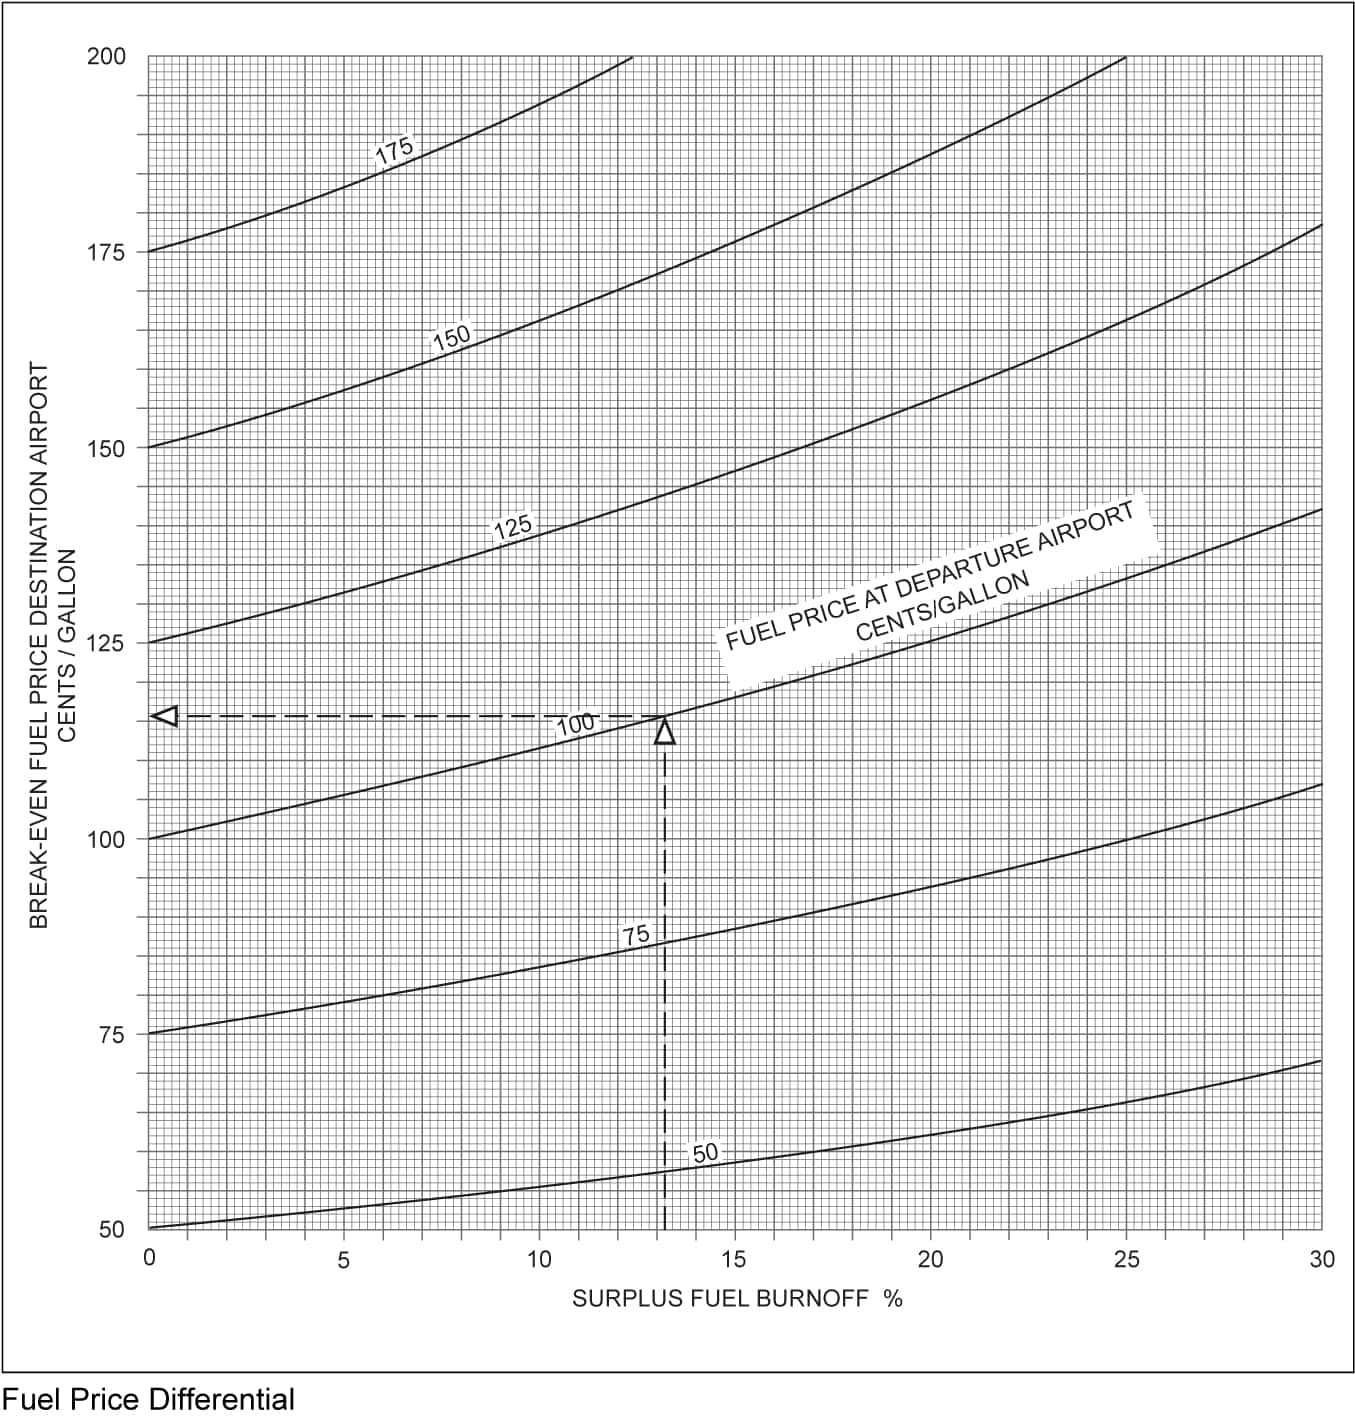 200
175
150
125
100
75
50
175
150
125
100
75
50
FUEL PRICE AT DEPARTURE AIRPORT
CENTS/GALLON
BREAK-EVEN FUEL PRICE DESTINATION AIRPORT
CENTS / GALLON
0 5 10 15 20 25 30
SURPLUS FUEL BURNOFF %
Fuel Price Differential